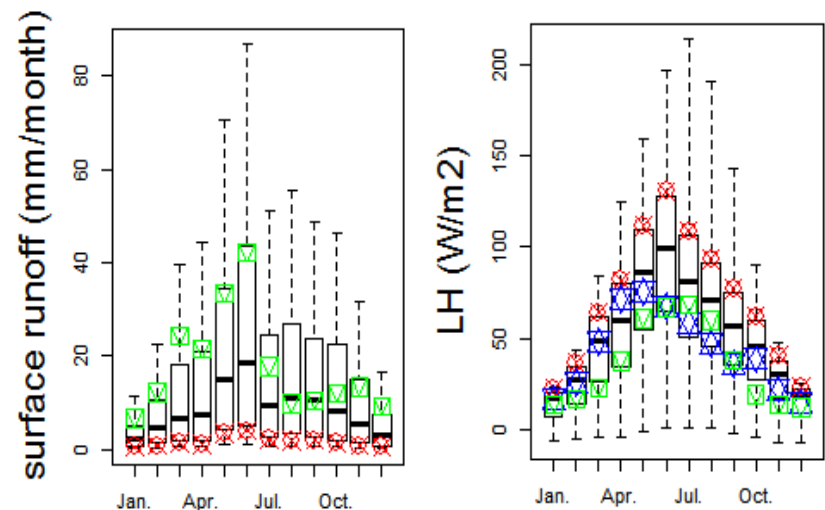 surface runoff (mm/month)
80
60
40
20
0
Jan. Apr. Jul. Oct.
LH (W/m2)
200
150
100
50
0
Jan. Apr. Jul. Oct.